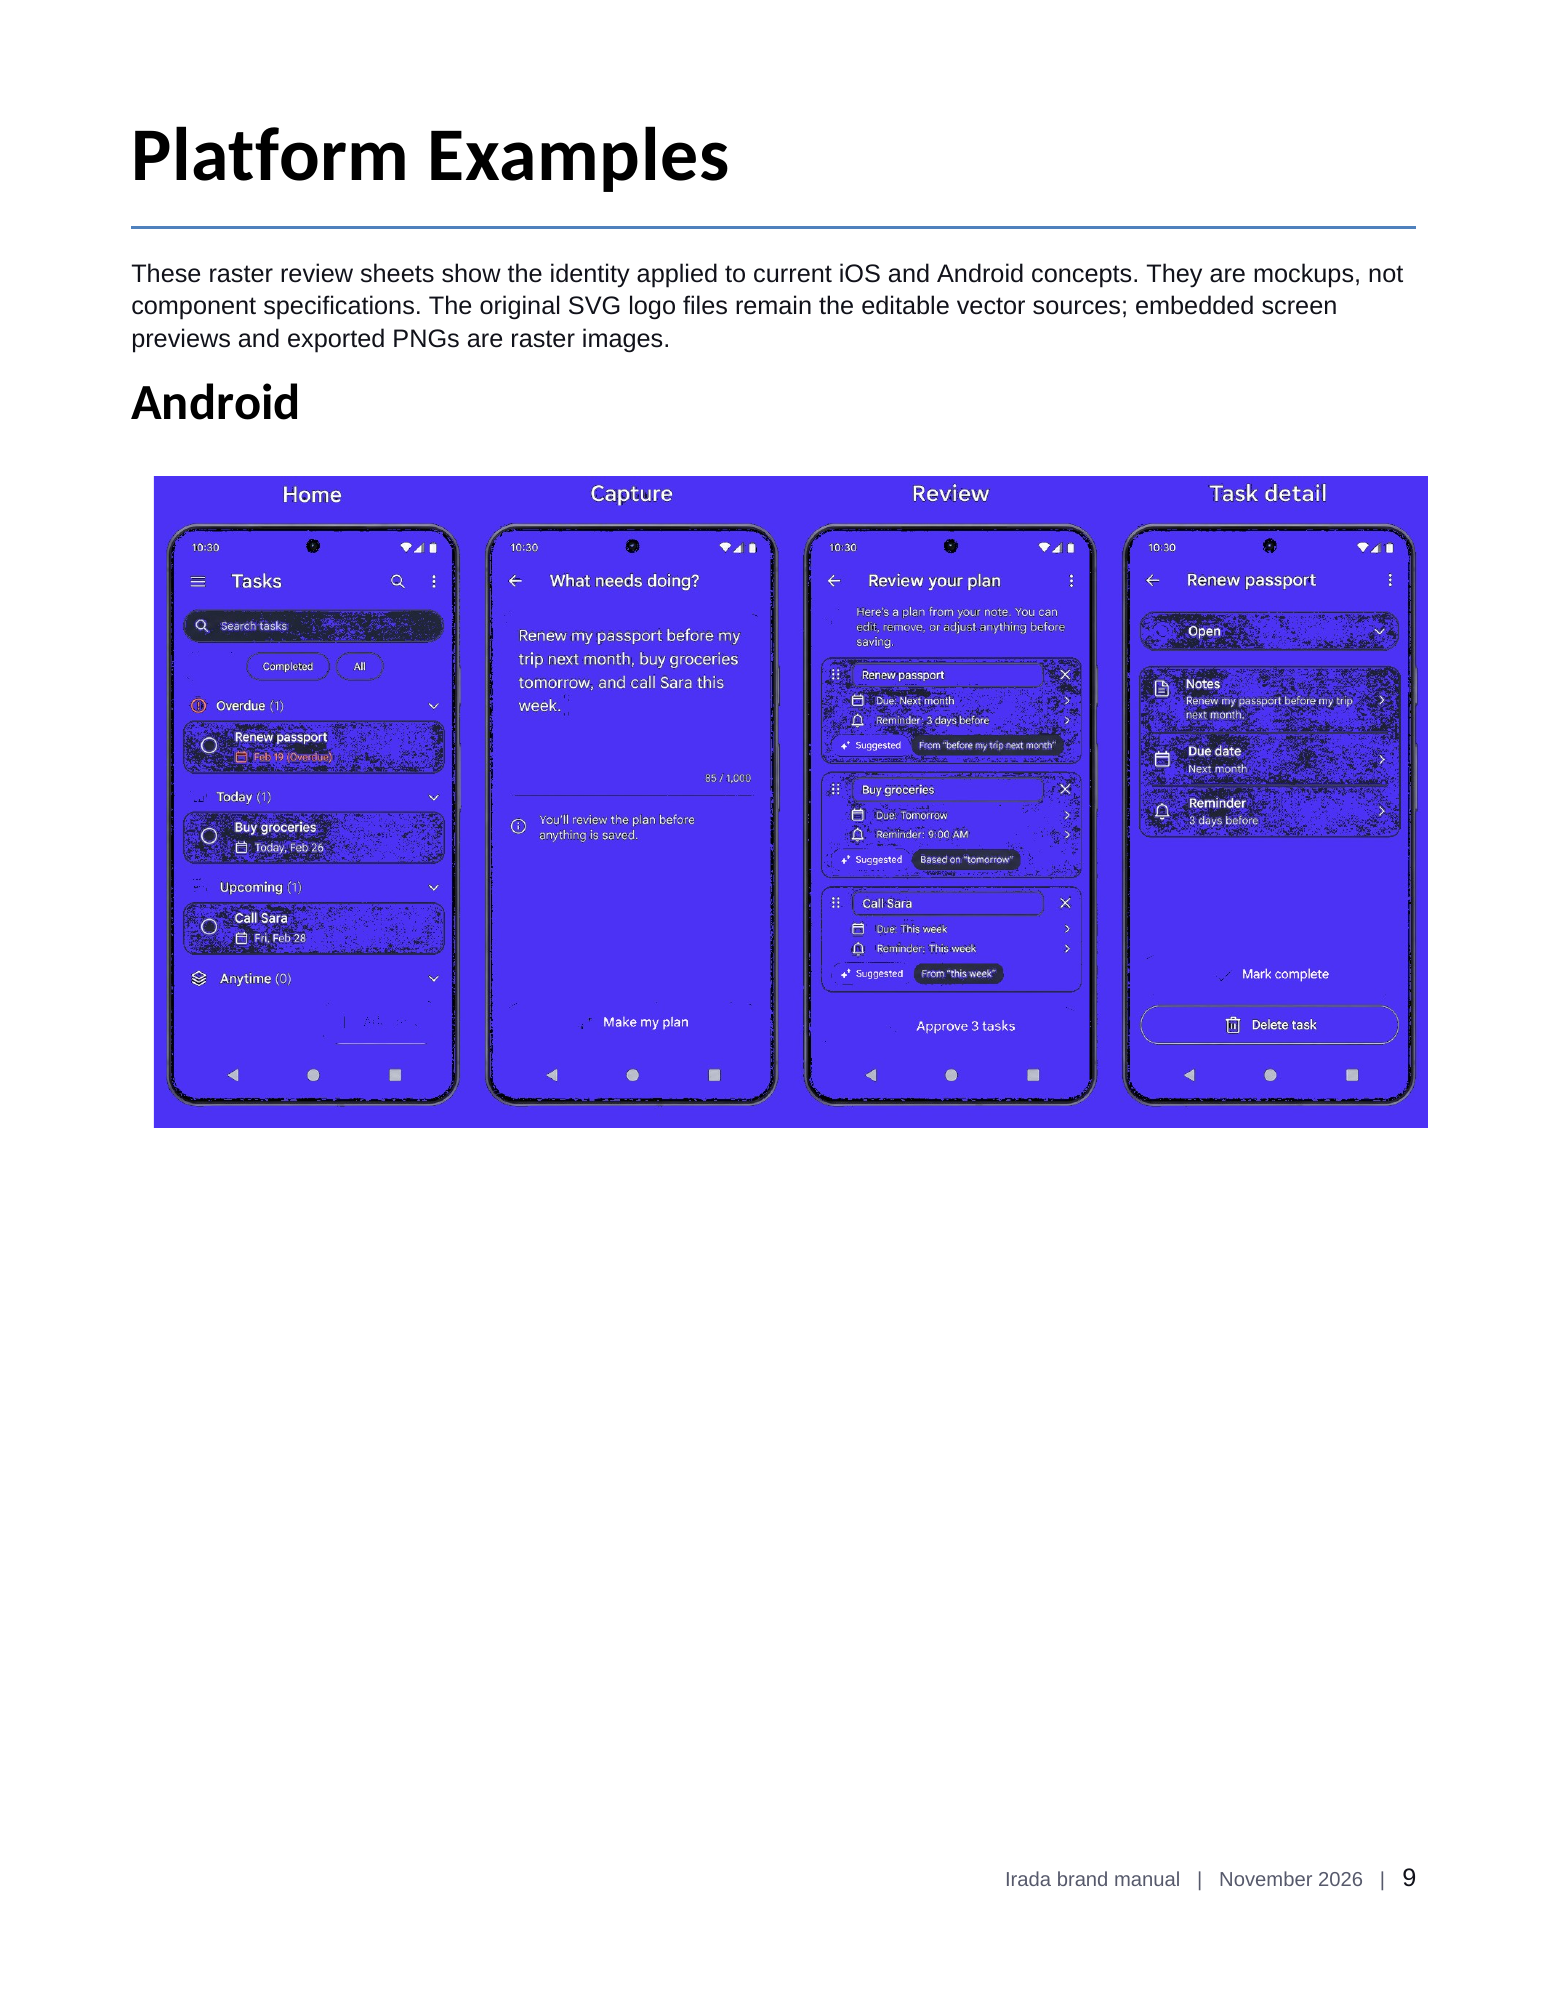 Platform Examples
These raster review sheets show the identity applied to current iOS and Android concepts. They are mockups, not
component specifications. The original SVG logo files remain the editable vector sources; embedded screen
previews and exported PNGs are raster images.
Android
Home
10:30
Tasks
Search tasks
Completed
All
Overdue (1)
Renew passport
Feb 19 (Overdue)
Today (1)
Buy groceries
Today, Feb 26
Upcoming (1)
Call Sara
Fri, Feb 28
Anytime (0)
Capture
10:30
What needs doing?
Renew my passport before my
trip next month, buy groceries
tomorrow, and call Sara this
week.
85 / 1,000
You'll review the plan before
anything is saved.
Make my plan
Review
10:30
Review your plan
Here's a plan from your note. You can
edit, remove, or adjust anything before
saving.
Renew passport
Due: Next month
Reminder: 3 days before
Suggested
From "before my trip next month"
Buy groceries
Due: Tomorrow
Reminder: 9:00 AM
Suggested
Based on "tomorrow"
Call Sara
Due: This week
Reminder: This week
Suggested
From "this week"
Approve 3 tasks
Task detail
10:30
Renew passport
Open
Notes
Renew my passport before my trip
next month.
Due date
Next month
Reminder
3 days before
Mark complete
Delete task
Irada brand manual | November 2026 | 9